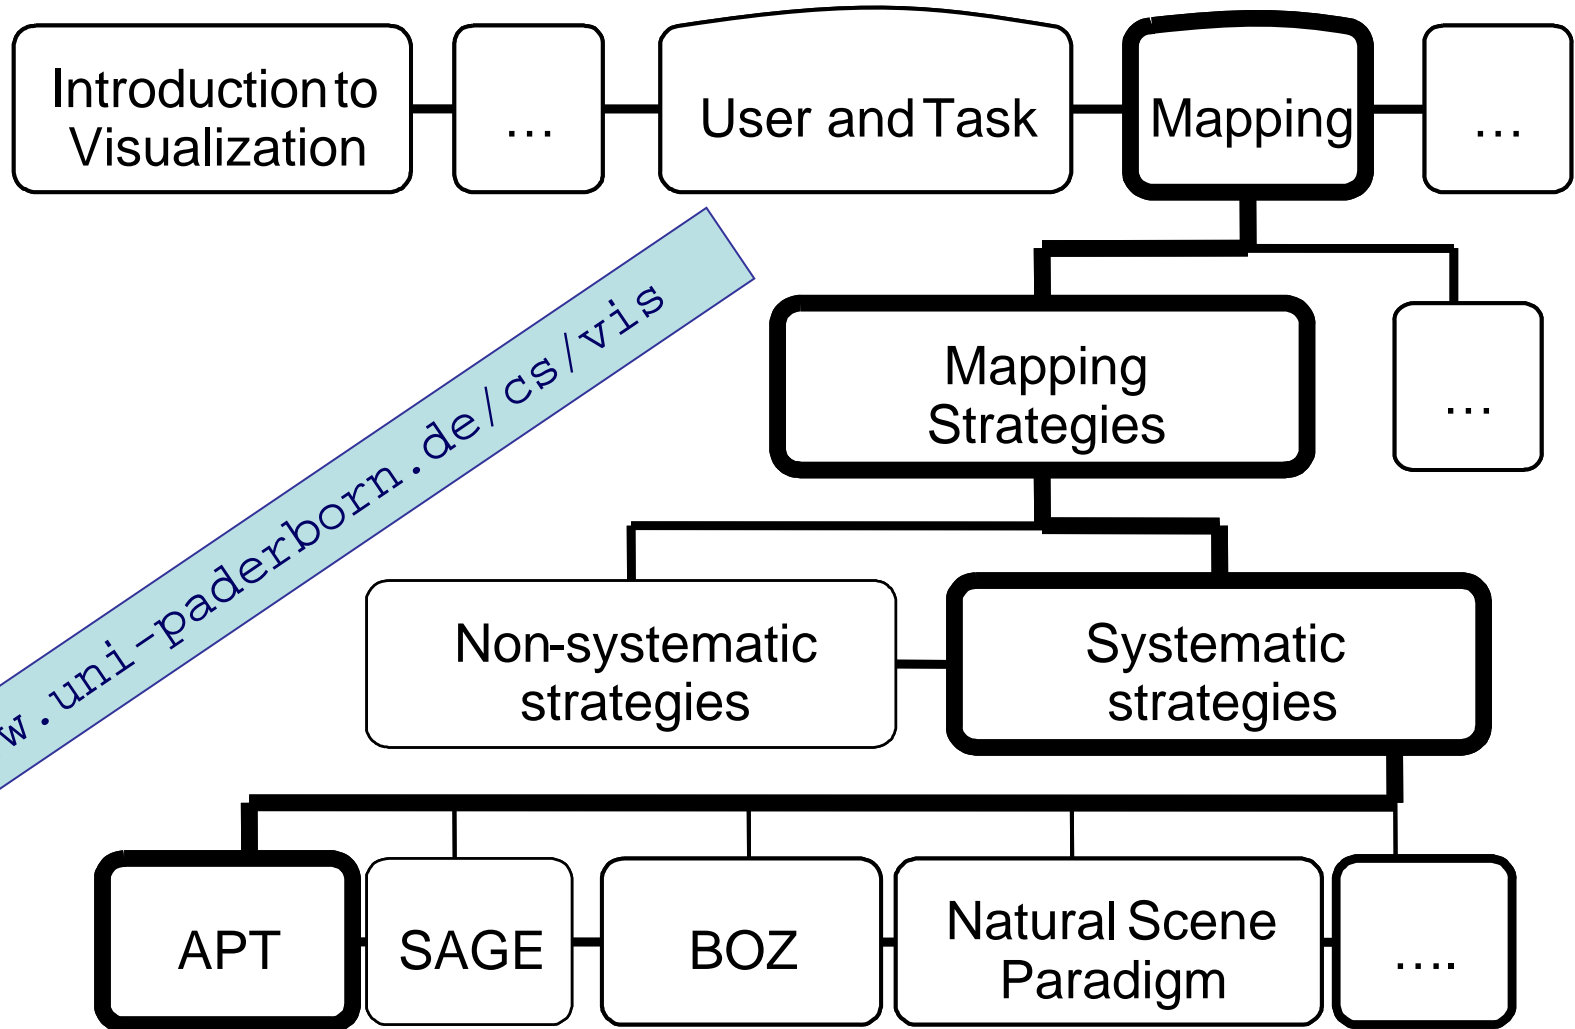 Introduction to
Visualization
…
User and Task
Mapping
…
w.uni-paderborn.de/cs/vis
Mapping
Strategies
…
Non-systematic
strategies
Systematic
strategies
APT
SAGE
BOZ
Natural Scene
Paradigm
….